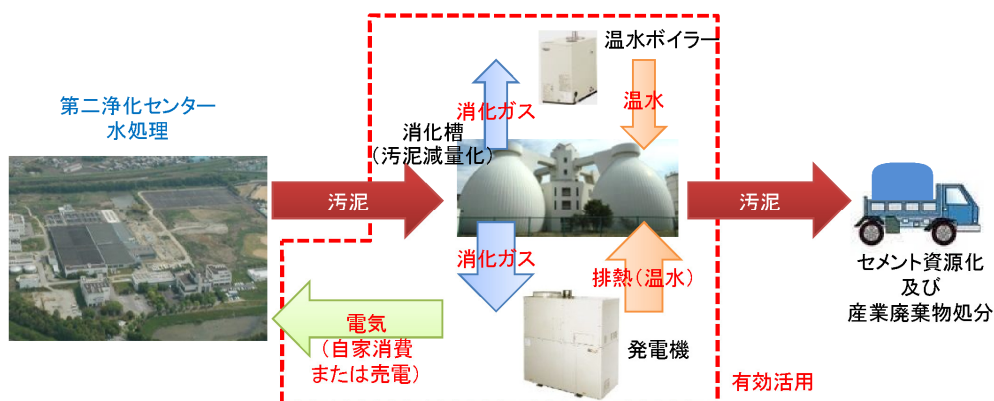 第二浄化センター
水処理
汚泥
消化槽
(汚泥減量化)
消化ガス
温水ボイラー
温水
汚泥
セメント資源化
及び
産業廃棄物処分
消化ガス
排熱(温水)
電気
(自家消費
または売電)
発電機
有効活用